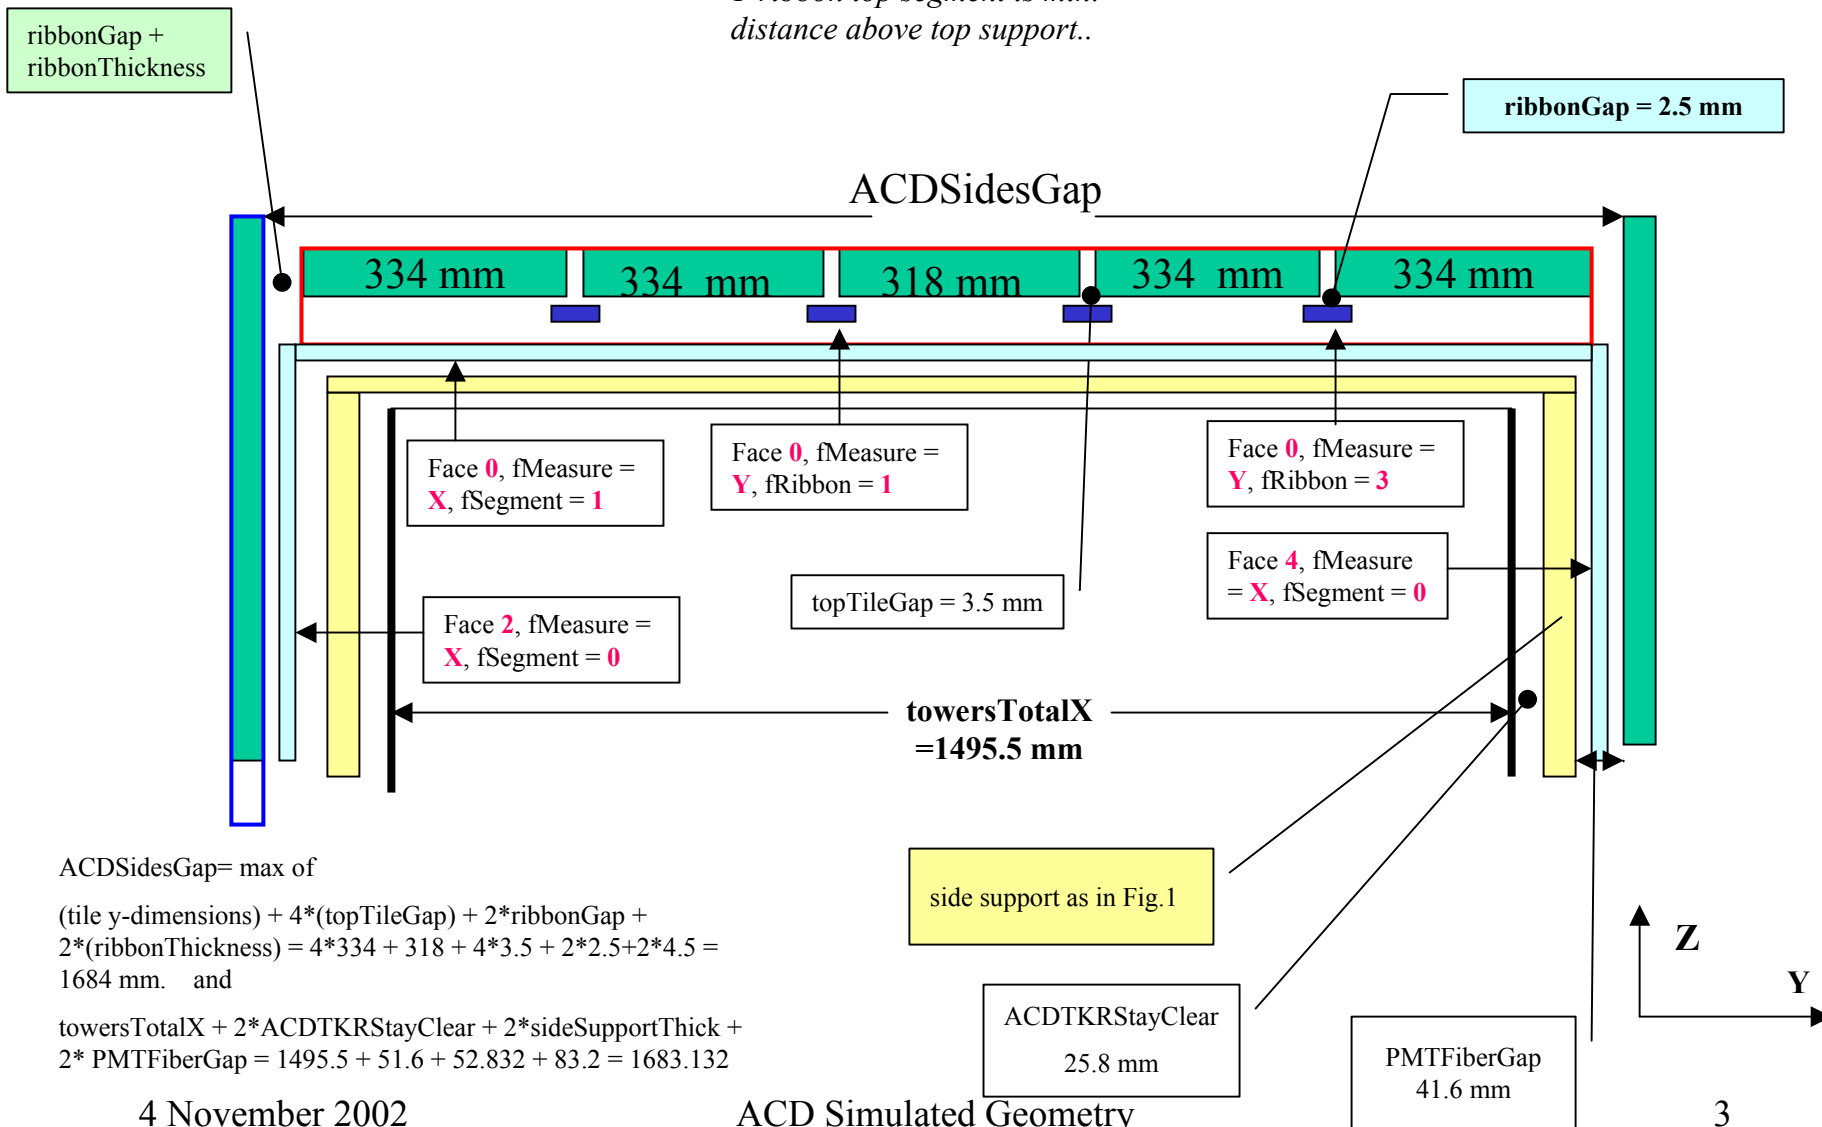 distance above top support..
ribbonGap +
ribbonThickness
ribbonGap = 2.5 mm
ACDSidesGap
334 mm
334 mm
318 mm
334 mm
334 mm
Face 0, fMeasure =
X, fSegment = 1
Face 0, fMeasure =
Y, fRibbon = 1
Face 0, fMeasure =
Y, fRibbon = 3
Face 4, fMeasure
= X, fSegment = 0
topTileGap = 3.5 mm
Face 2, fMeasure =
X, fSegment = 0
towersTotalX
=1495.5 mm
ACDSidesGap= max of
(tile y-dimensions) + 4*(topTileGap) + 2*ribbonGap +
2*(ribbonThickness) = 4*334 + 318 + 4*3.5 + 2*2.5+2*4.5 =
1684 mm. and
towersTotalX + 2*ACDTKRStayClear + 2*sideSupportThick +
2* PMTFiberGap = 1495.5 + 51.6 + 52.832 + 83.2 = 1683.132
side support as in Fig.1
ACDTKRStayClear
25.8 mm
PMTFiberGap
41.6 mm
Z
Y
4 November 2002
ACD Simulated Geometry
3